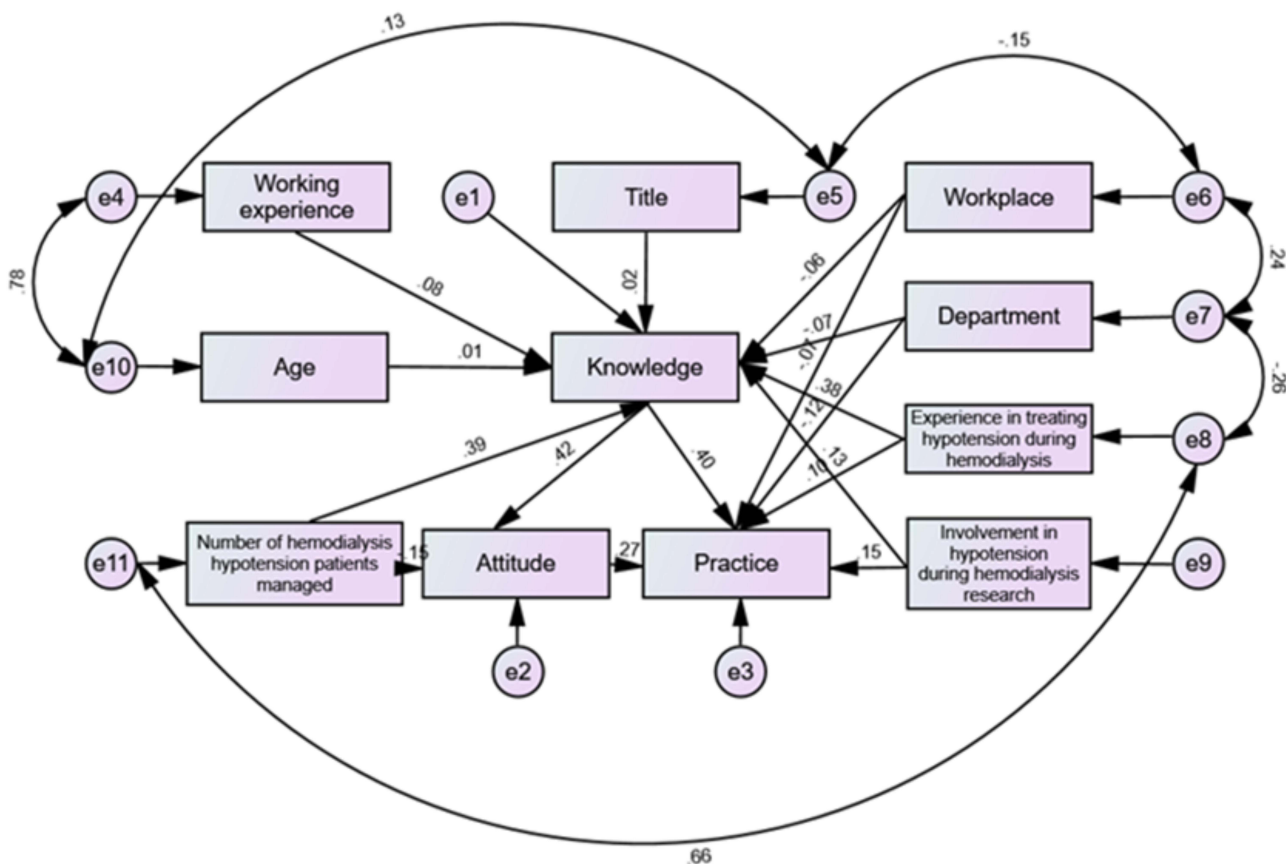 .13
-.15
e4
Working
experience
e1
Title
e5
Workplace
e6
.78
.08
.02
-.06
.24
Department
e7
-.07
-.07
e10
Age
.01
Knowledge
.38
-.26
-.12
Experience in treating
hypotension during
hemodialysis
e8
.39
.42
.40
.13
.10
e11
Number of hemodialysis
hypotension patients
managed
-.15
Attitude
.27
Practice
.15
Involvement in
hypotension
during hemodialysis
research
e9
e2
e3
.66